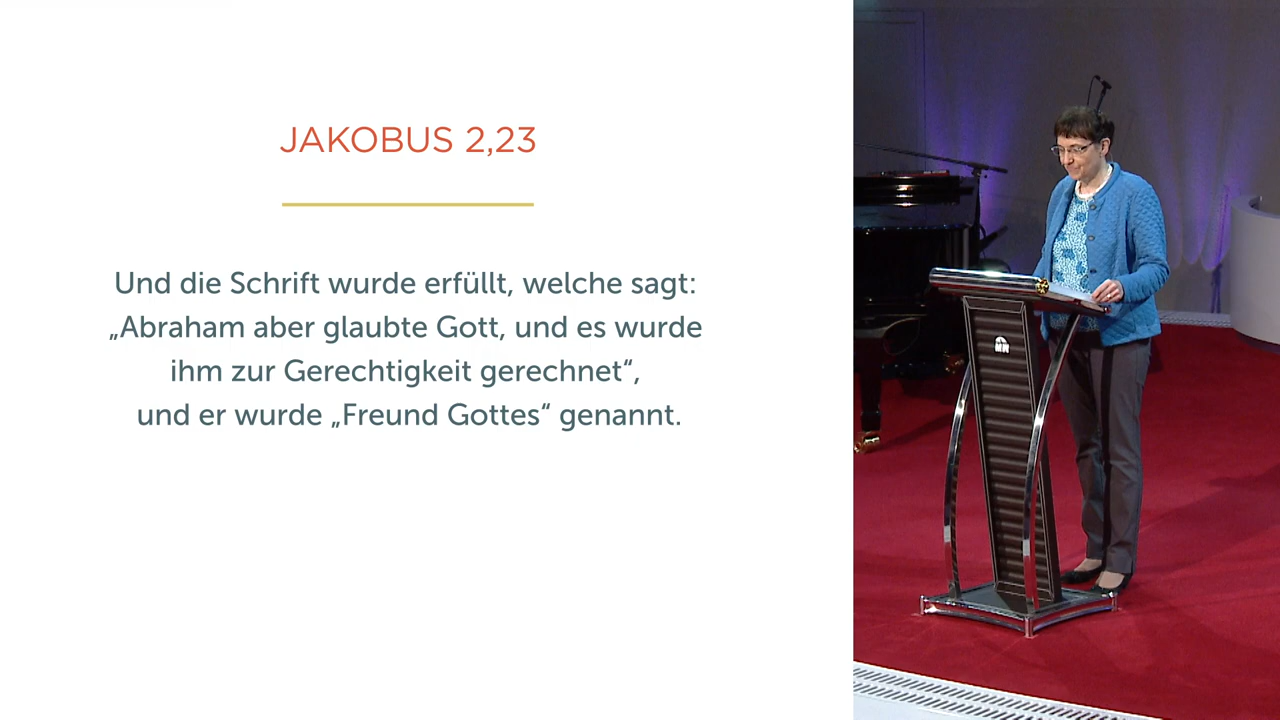 JAKOBUS 2,23
Und die Schrift wurde erfüllt, welche sagt:
„Abraham aber glaubte Gott, und es wurde
ihm zur Gerechtigkeit gerechnet“,
und er wurde „Freund Gottes“ genannt.